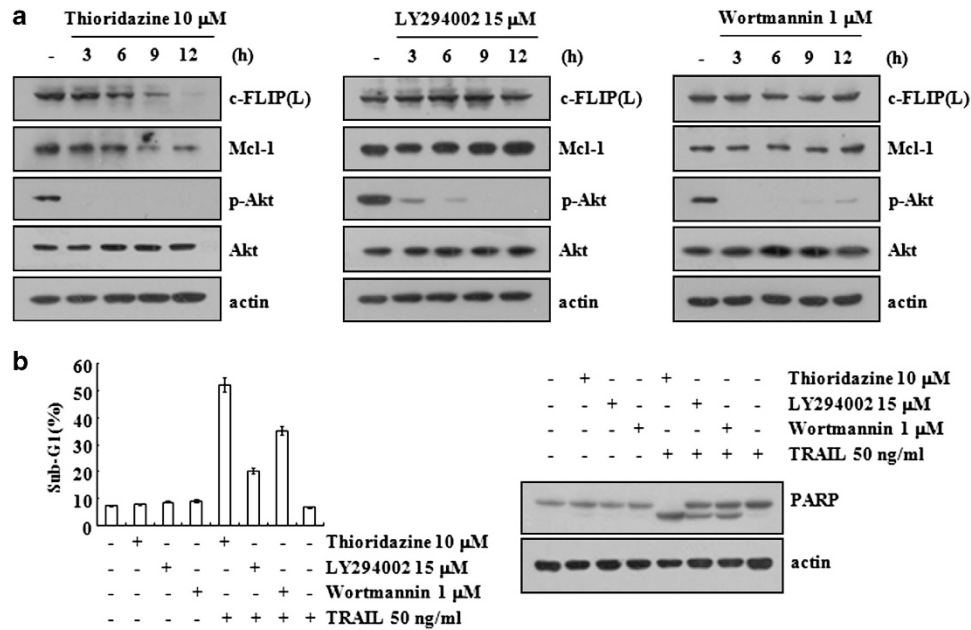 a
Thioridazine 10 µM
- 3 6 9 12 (h)
c-FLIP(L)
Mcl-1
p-Akt
Akt
actin
LY294002 15 µM
- 3 6 9 12 (h)
c-FLIP(L)
Mcl-1
p-Akt
Akt
actin
Wortmannin 1 µM
- 3 6 9 12 (h)
c-FLIP(L)
Mcl-1
p-Akt
Akt
actin
b
Sub-G1(%)
60
50
40
30
20
10
0
- + - - + - - - Thioridazine 10 µM
- - + - - + - - LY294002 15 µM
- - - + - - + - Wortmannin 1 µM
- - - - + + + + TRAIL 50 ng/ml
- + - - + - - - Thioridazine 10 µM
- - + - - + - - LY294002 15 µM
- - - + - - + - Wortmannin 1 µM
- - - - + + + + TRAIL 50 ng/ml
PARP
actin